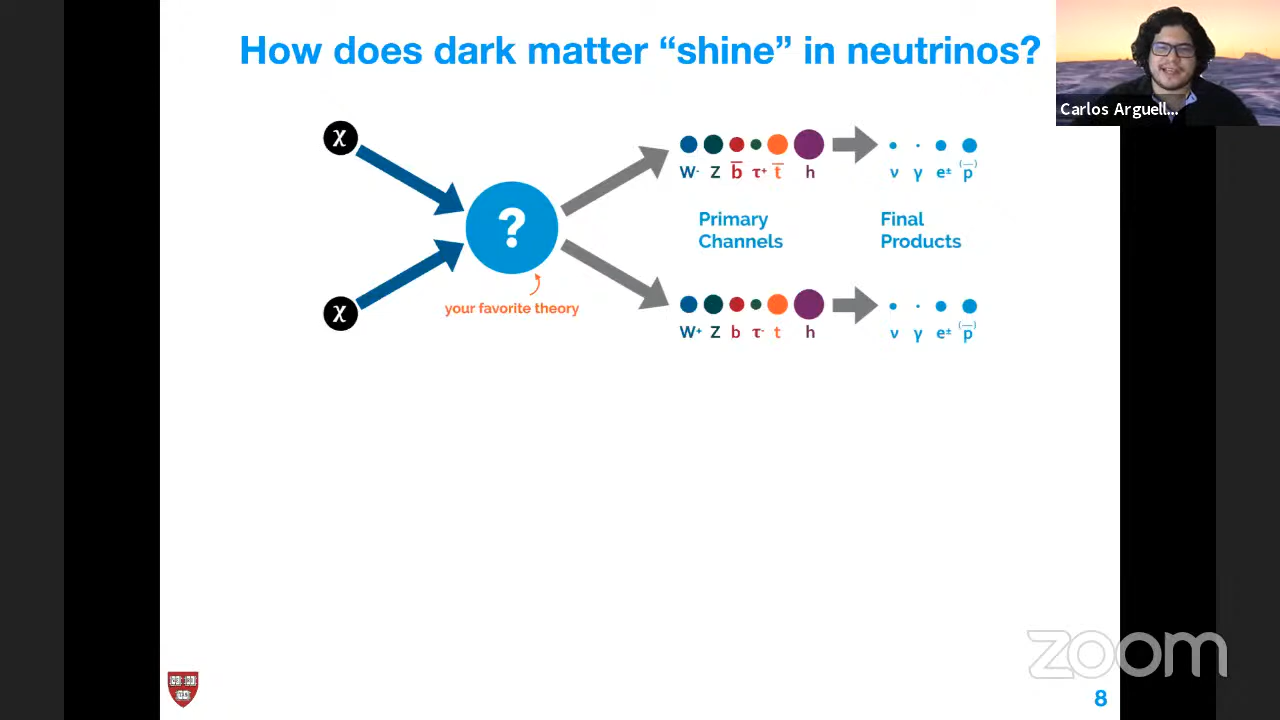 How does dark matter “shine” in neutrinos?
Carlos Arguell...
χ
W- Z b̅ τ+ t̅ h
ν γ e± (—)p
?
Primary
Channels
Final
Products
your favorite theory
χ
W+ Z b τ- t h
ν γ e± (—)p
zoom
8